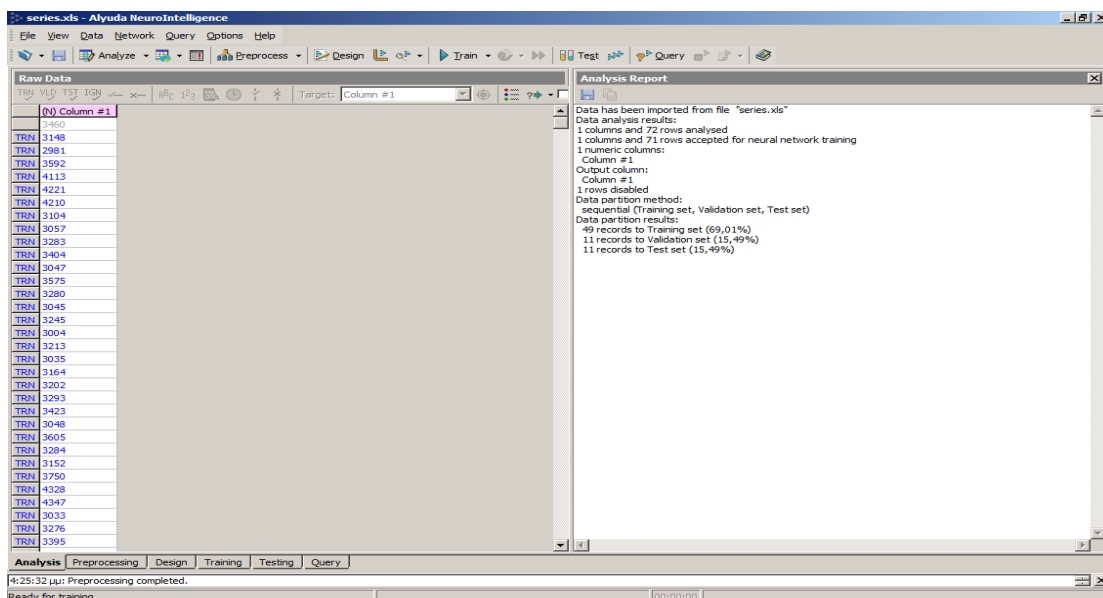 series.xls - Alyuda NeuroIntelligence
File View Data Network Query Options Help
Analyze Preprocess Design Train Test Query
Raw Data
TRN VLD TST IGN Target: Column #1
(N) Column #1
3460
TRN 3148
TRN 2981
TRN 3592
TRN 4113
TRN 4221
TRN 4210
TRN 3104
TRN 3057
TRN 3283
TRN 3404
TRN 3047
TRN 3575
TRN 3280
TRN 3045
TRN 3245
TRN 3004
TRN 3213
TRN 3035
TRN 3164
TRN 3202
TRN 3293
TRN 3423
TRN 3048
TRN 3605
TRN 3284
TRN 3152
TRN 3750
TRN 4328
TRN 4347
TRN 3033
TRN 3276
TRN 3395
Analysis Report
Data has been imported from file "series.xls"
Data analysis results:
1 columns and 72 rows analysed
1 columns and 71 rows accepted for neural network training
1 numeric columns:
Column #1
Output column:
Column #1
1 rows disabled
Data partition method:
sequential (Training set, Validation set, Test set)
Data partition results:
49 records to Training set (69,01%)
11 records to Validation set (15,49%)
11 records to Test set (15,49%)
Analysis Preprocessing Design Training Testing Query
4:25:32 μμ: Preprocessing completed.
Ready for training 00:00:00